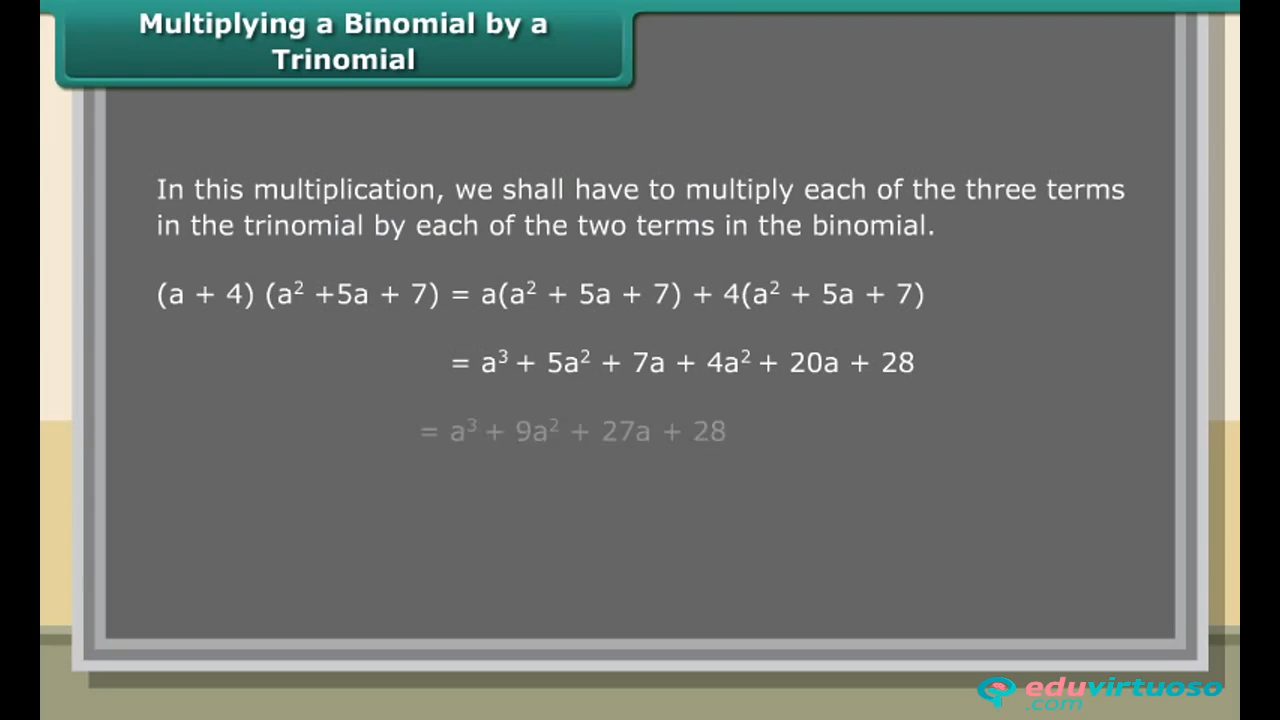 Multiplying a Binomial by a
Trinomial
In this multiplication, we shall have to multiply each of the three terms
in the trinomial by each of the two terms in the binomial.
(a + 4) (a² +5a + 7) = a(a² + 5a + 7) + 4(a² + 5a + 7)
= a³ + 5a² + 7a + 4a² + 20a + 28
= a³ + 9a² + 27a + 28
eduvirtuoso
.com